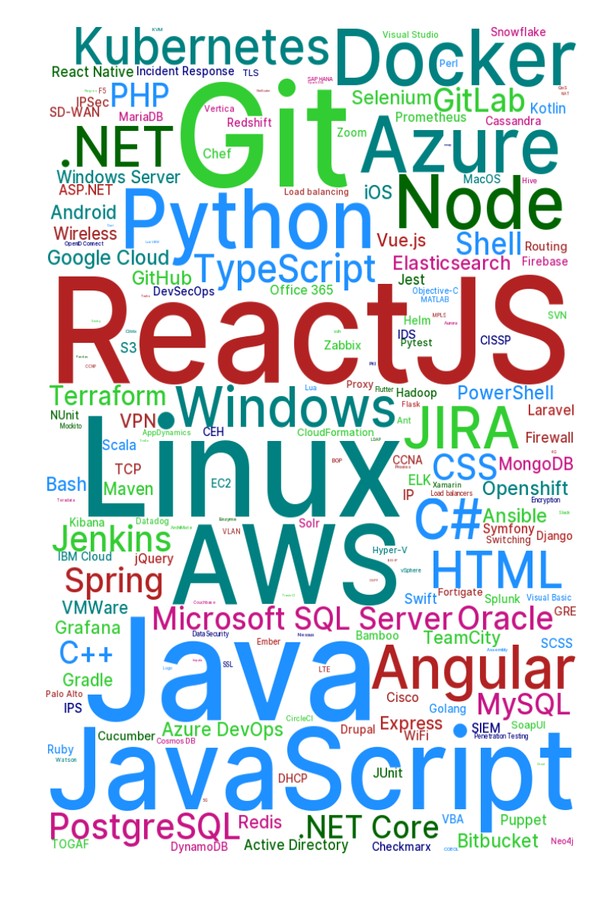 Kubernetes Docker
Visual Studio Snowflake
React Native Incident Response TLS Perl
SAP HANA
IPSec F5 PHP Git Selenium GitLab Kotlin
SD-WAN MariaDB Vertica Redshift Prometheus Cassandra
.NET Chef Zoom Azure
Windows Server MacOS Hive
ASP.NET Load balancing iOS Node
Android Python
Wireless Vue.js Shell Routing
OpenID Connect
Google Cloud TypeScript Elasticsearch Firebase
GitHub Jest
DevSecOps Office 365 Objective-C
MATLAB
ReactJS
Helm MPLS SVN
S3 Zabbix IDS CISSP
Pytest
Terraform Windows Lua Proxy Flutter Hadoop PowerShell
NUnit VPN Flask Laravel
Mockito AppDynamics CEH CloudFormation LDAP Ant JIRA Firewall
Scala Linux
TCP BGP CCNA CSS MongoDB
Bash Maven EC2 ELK Xamarin Openshift
IP Load balancers Encryption
Kibana Datadog VLAN Solr C# Ansible
Jenkins AWS Symfony Django
Switching
IBM Cloud jQuery Hyper-V
Spring vSphere HTML
VMWare Swift Fortigate Splunk Visual Basic
Microsoft SQL Server Oracle GRE
Grafana Data Security Bamboo TeamCity
C++ Java Ember SCSS
Gradle SSL LTE Angular
Palo Alto Cisco MySQL
IPS Golang
Azure DevOps CircleCI Express SIEM SoapUI
Cucumber Drupal WiFi Penetration Testing
Cosmos DB
Ruby JavaScript
Watson DHCP JUnit
PostgreSQL Redis .NET Core VBA Puppet
TOGAF DynamoDB Active Directory Checkmarx Bitbucket Neo4j